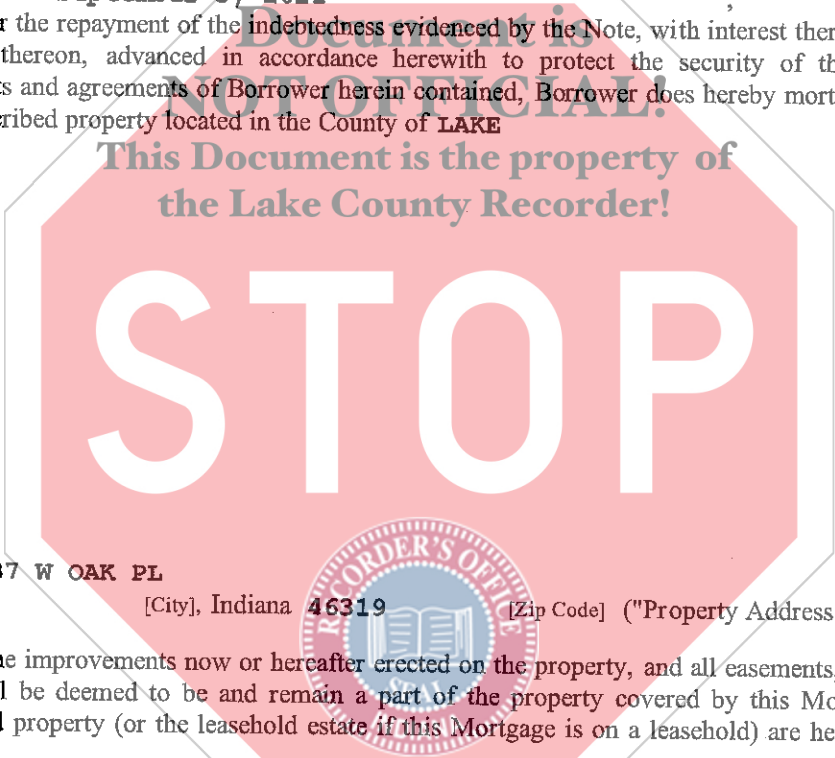 r the repayment of the indebtedness evidenced by the Note, with interest ther
thereon, advanced in accordance herewith to protect the security of th
s and agreements of Borrower herein contained, Borrower does hereby mort
ribed property located in the County of LAKE
Document is
NOT OFFICIAL!
This Document is the property of
the Lake County Recorder!
STOP
37 W OAK PL
[City], Indiana 46319 [Zip Code] ("Property Address
RECORDER'S OFFICE
SEAL
e improvements now or hereafter erected on the property, and all easements,
l be deemed to be and remain a part of the property covered by this Mo
l property (or the leasehold estate if this Mortgage is on a leasehold) are he